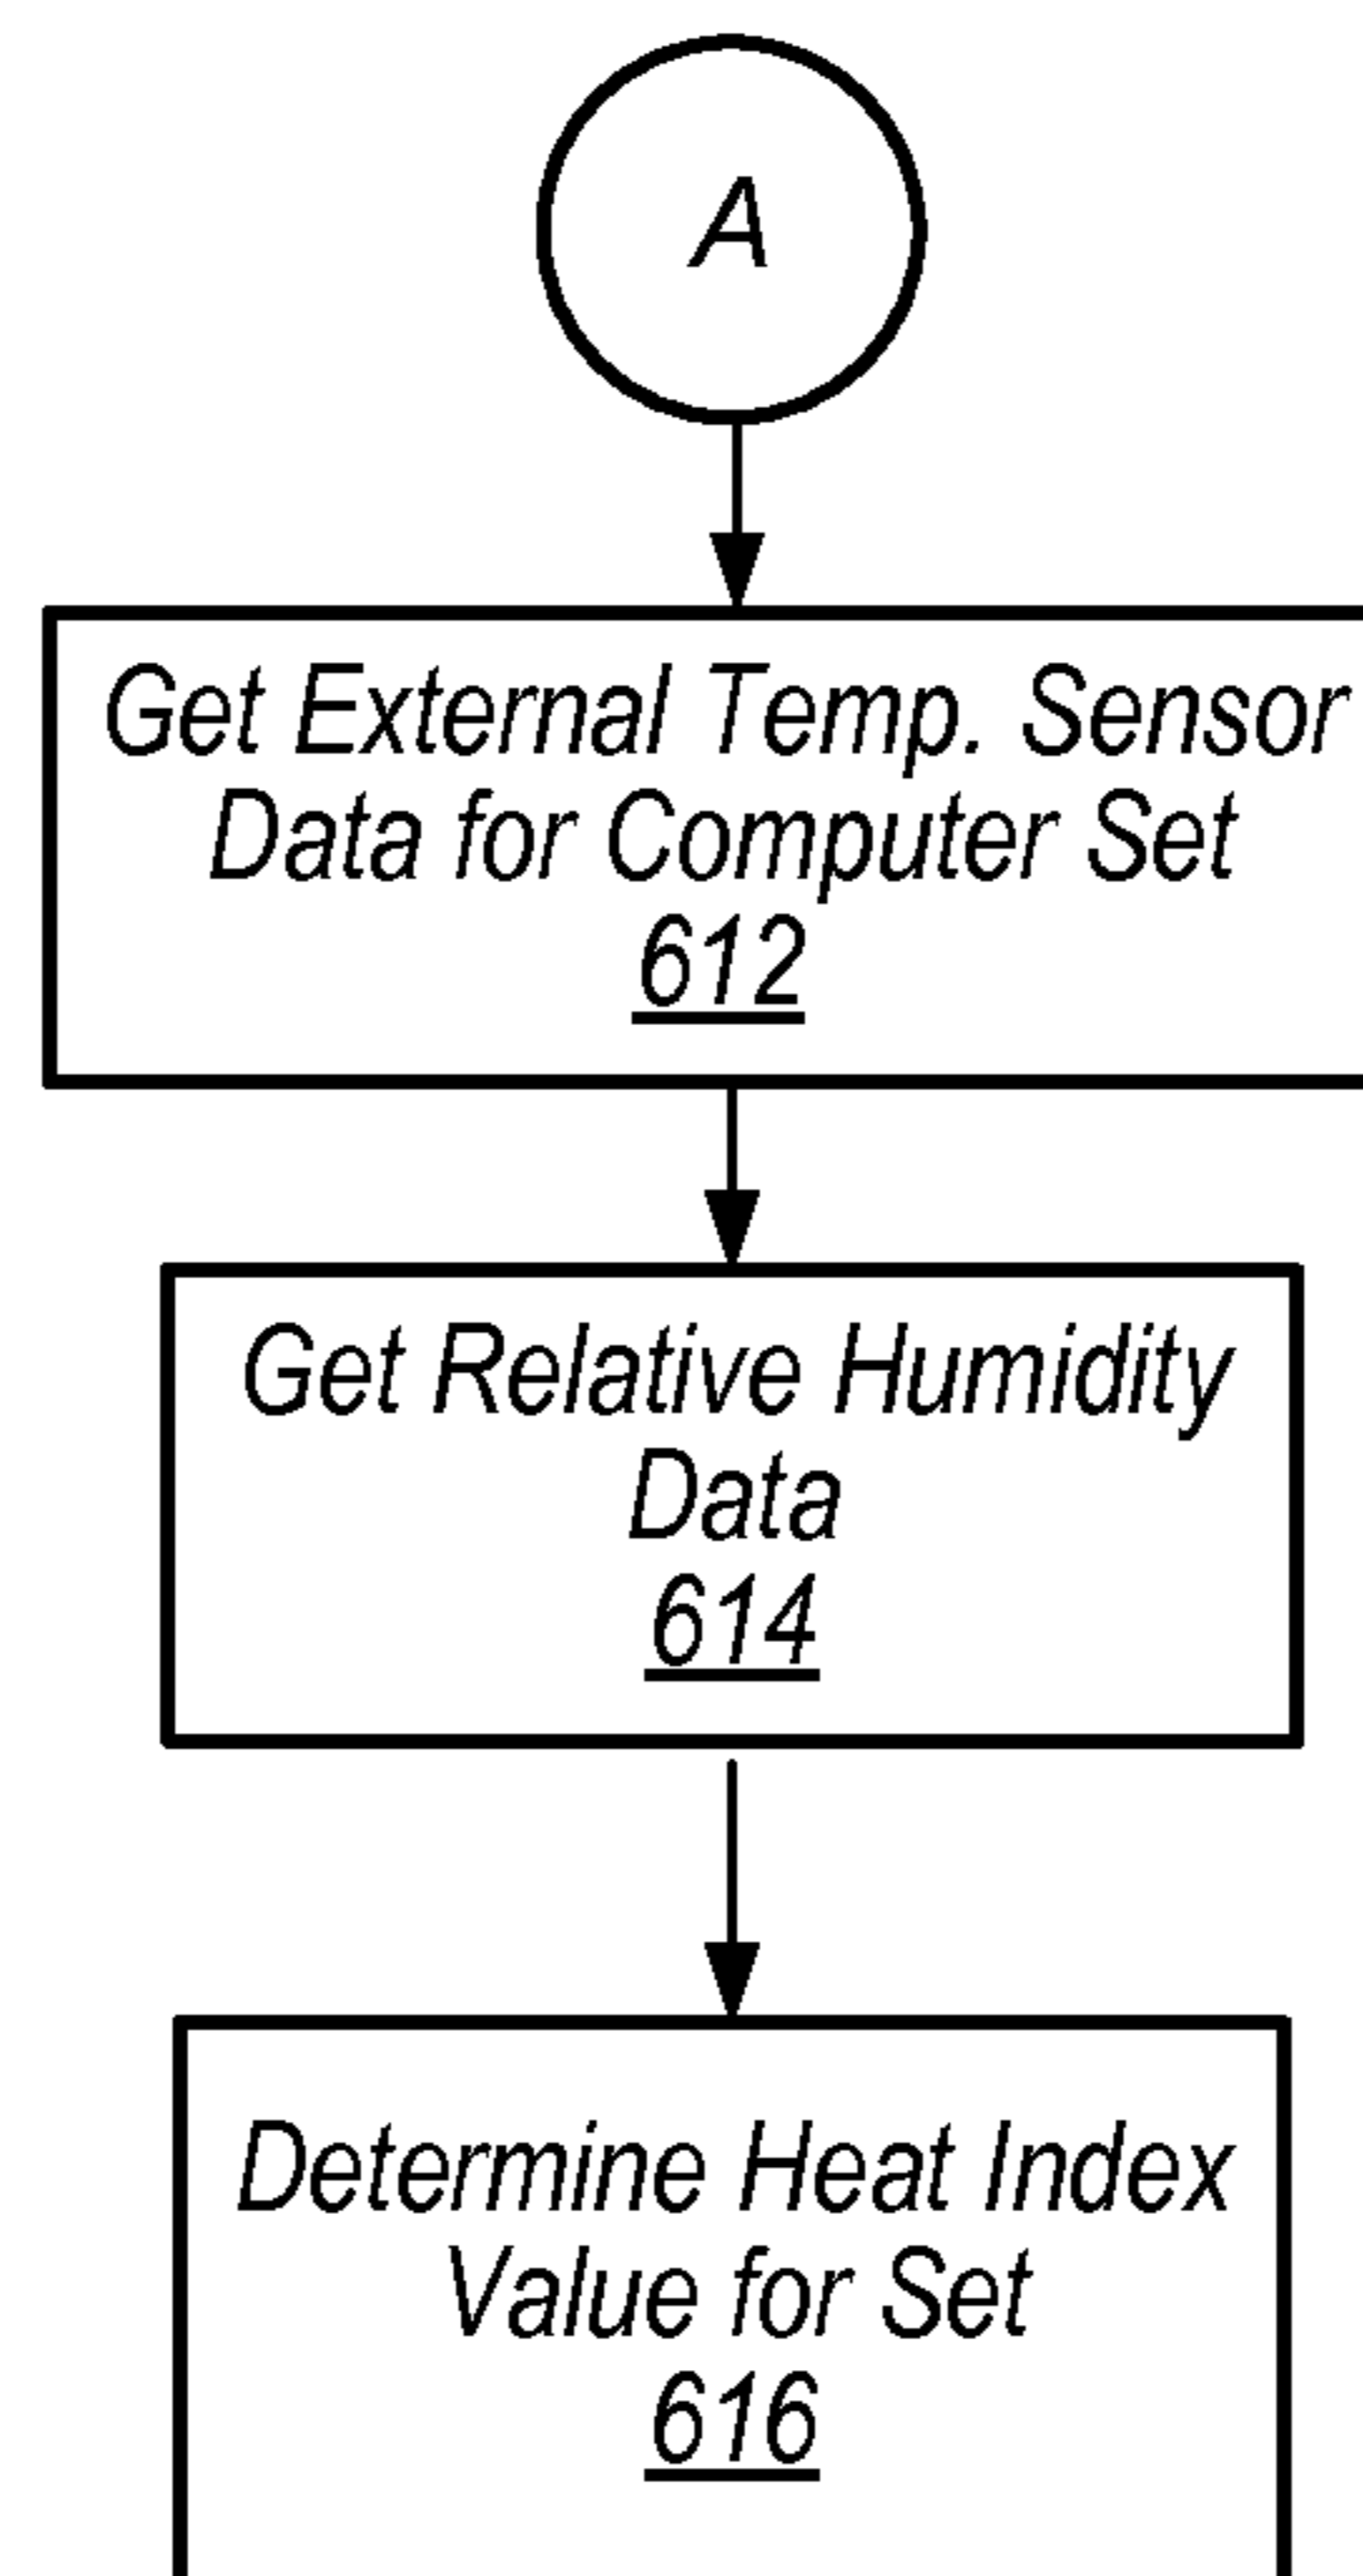 A
Get External Temp. Sensor
Data for Computer Set
612
Get Relative Humidity
Data
614
Determine Heat Index
Value for Set
616